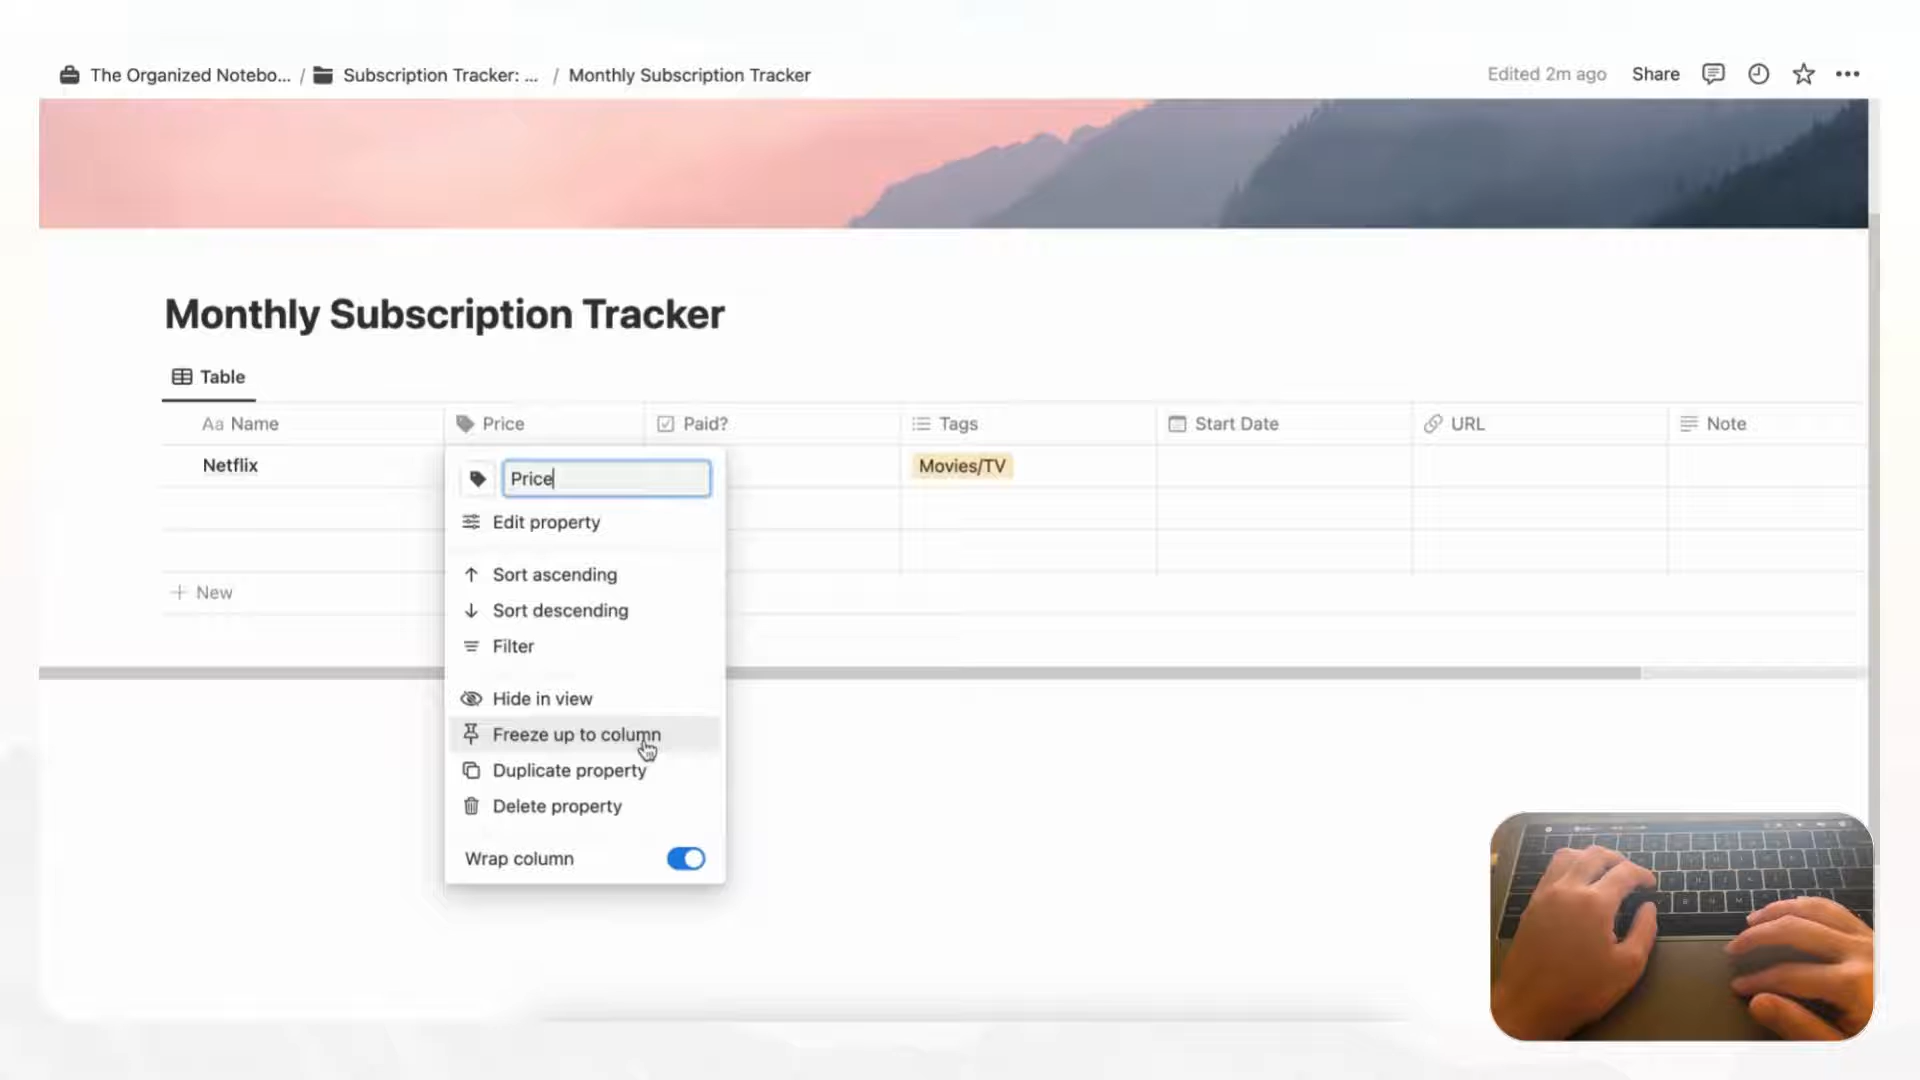 The Organized Notebo... / Subscription Tracker: ... / Monthly Subscription Tracker
Edited 2m ago Share
Monthly Subscription Tracker
Table
Aa Name Price Paid? Tags Start Date URL Note
Netflix Movies/TV
Price
Edit property
Sort ascending
Sort descending
Filter
Hide in view
Freeze up to column
Duplicate property
Delete property
Wrap column
+ New